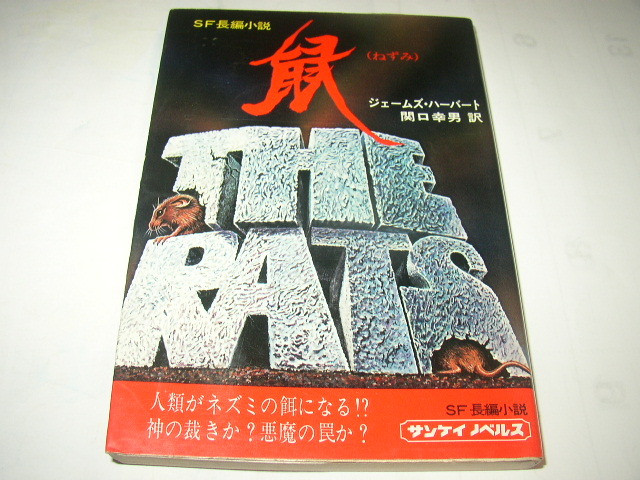 SF長編小説
鼠
(ねずみ)
ジェームズ・ハーバート
関口幸男 訳
THE
RATS
人類がネズミの餌になる!?
神の裁きか?悪魔の罠か?
SF長編小説
サンケイノベルス